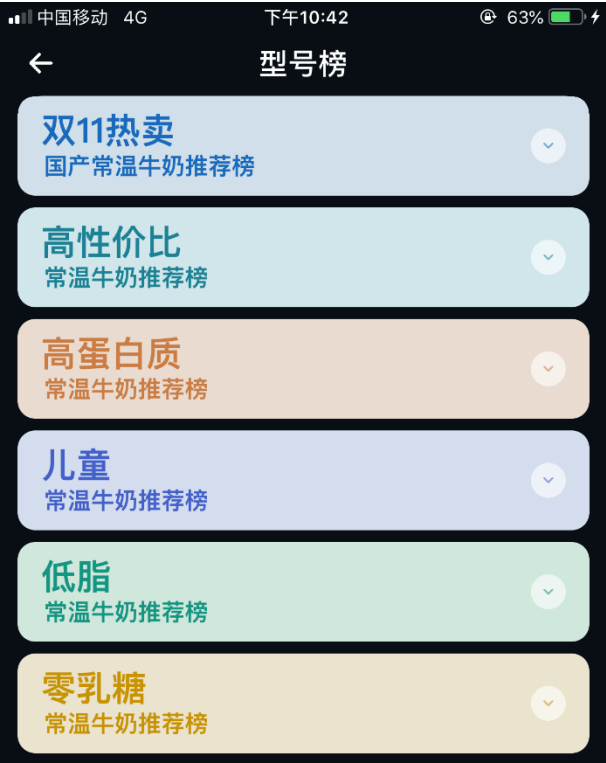 中国移动 4G 下午10:42 63%
型号榜
双11热卖
国产常温牛奶推荐榜
高性价比
常温牛奶推荐榜
高蛋白质
常温牛奶推荐榜
儿童
常温牛奶推荐榜
低脂
常温牛奶推荐榜
零乳糖
常温牛奶推荐榜